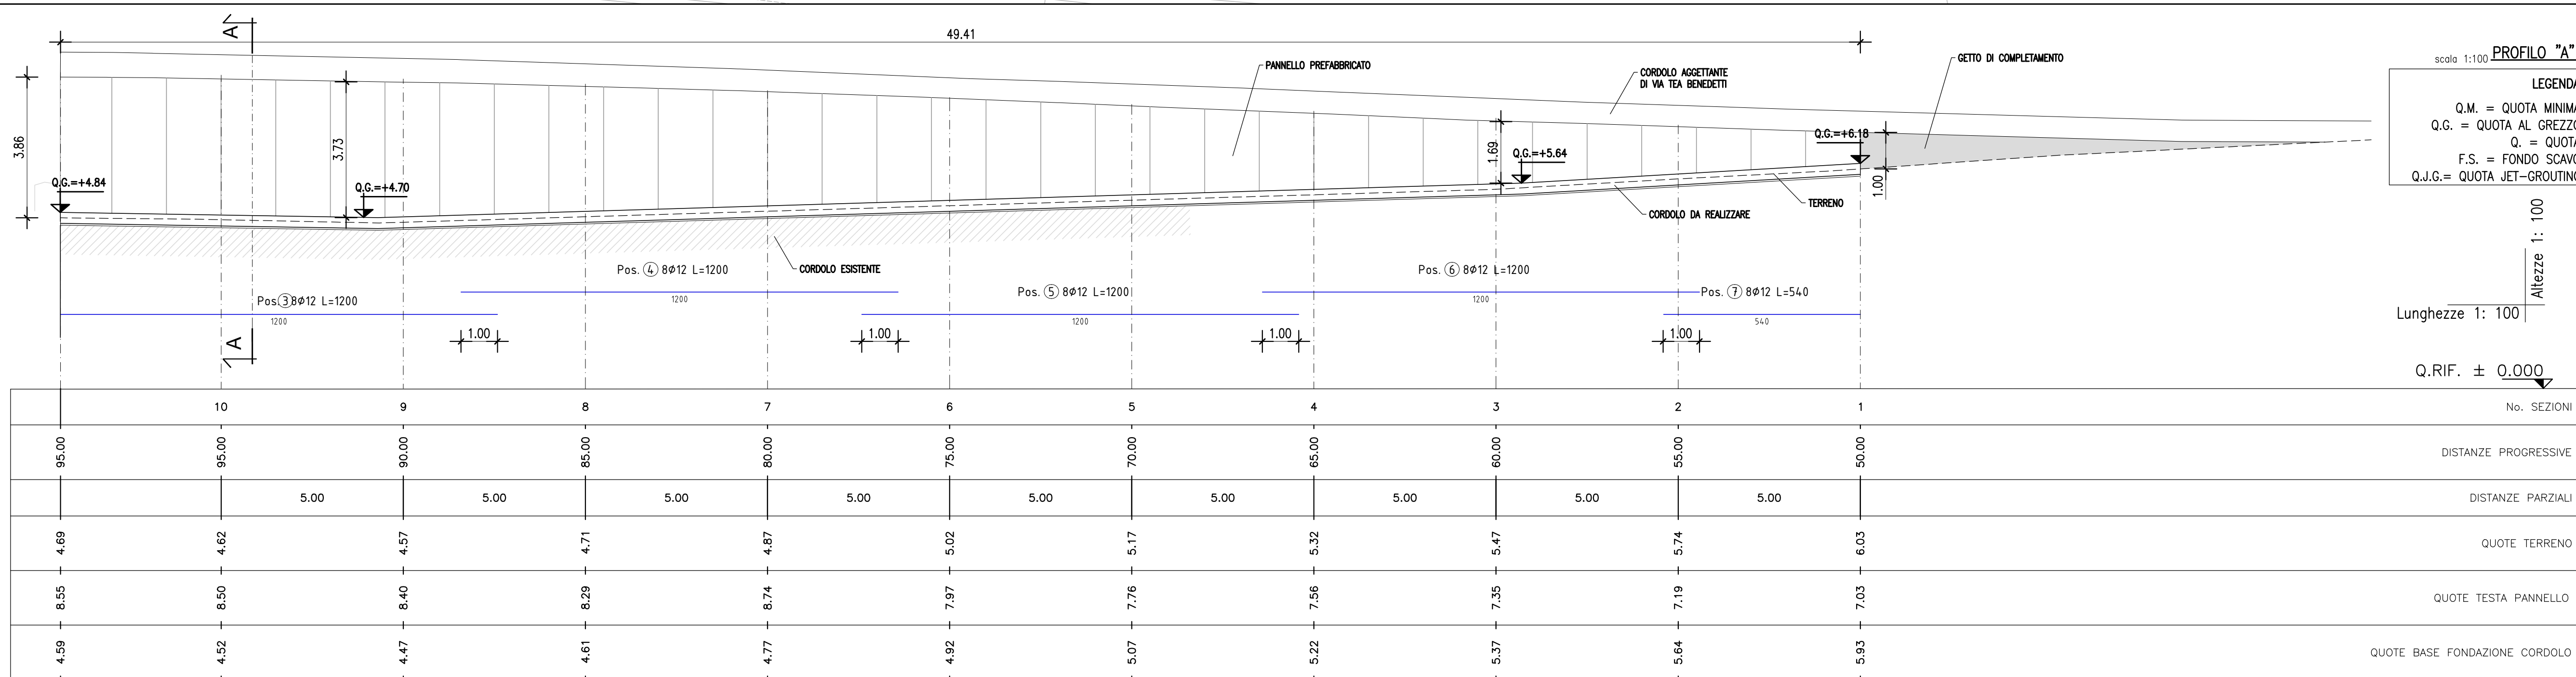 A
49.41
PANNELLO PREFABBRICATO
CORDOLO AGGETTANTE
DI VIA TEA BENEDETTI
GETTO DI COMPLETAMENTO
scala 1:100 PROFILO "A"
LEGENDA
Q.M. = QUOTA MINIMA
Q.G. = QUOTA AL GREZZO
Q. = QUOTA
F.S. = FONDO SCAVO
Q.J.G.= QUOTA JET-GROUTING
3.86
3.73
1.69
1.00
Q.G.=+4.84
Q.G.=+4.70
Q.G.=+5.64
Q.G.=+6.18
TERRENO
CORDOLO DA REALIZZARE
CORDOLO ESISTENTE
Pos. 3 8Φ12 L=1200
1200
Pos. 4 8Φ12 L=1200
1200
Pos. 5 8Φ12 L=1200
1200
Pos. 6 8Φ12 L=1200
1200
Pos. 7 8Φ12 L=540
540
1.00 1.00 1.00 1.00
A
Altezze 1: 100
Lunghezze 1: 100
Q.RIF. ± 0.000
10 9 8 7 6 5 4 3 2 1 No. SEZIONI
95.00 95.00 90.00 85.00 80.00 75.00 70.00 65.00 60.00 55.00 50.00 DISTANZE PROGRESSIVE
5.00 5.00 5.00 5.00 5.00 5.00 5.00 5.00 5.00 DISTANZE PARZIALI
4.69 4.62 4.57 4.71 4.87 5.02 5.17 5.32 5.47 5.74 6.03 QUOTE TERRENO
8.55 8.50 8.40 8.29 8.74 7.97 7.76 7.56 7.35 7.19 7.03 QUOTE TESTA PANNELLO
4.59 4.52 4.47 4.61 4.77 4.92 5.07 5.22 5.37 5.64 5.93 QUOTE BASE FONDAZIONE CORDOLO